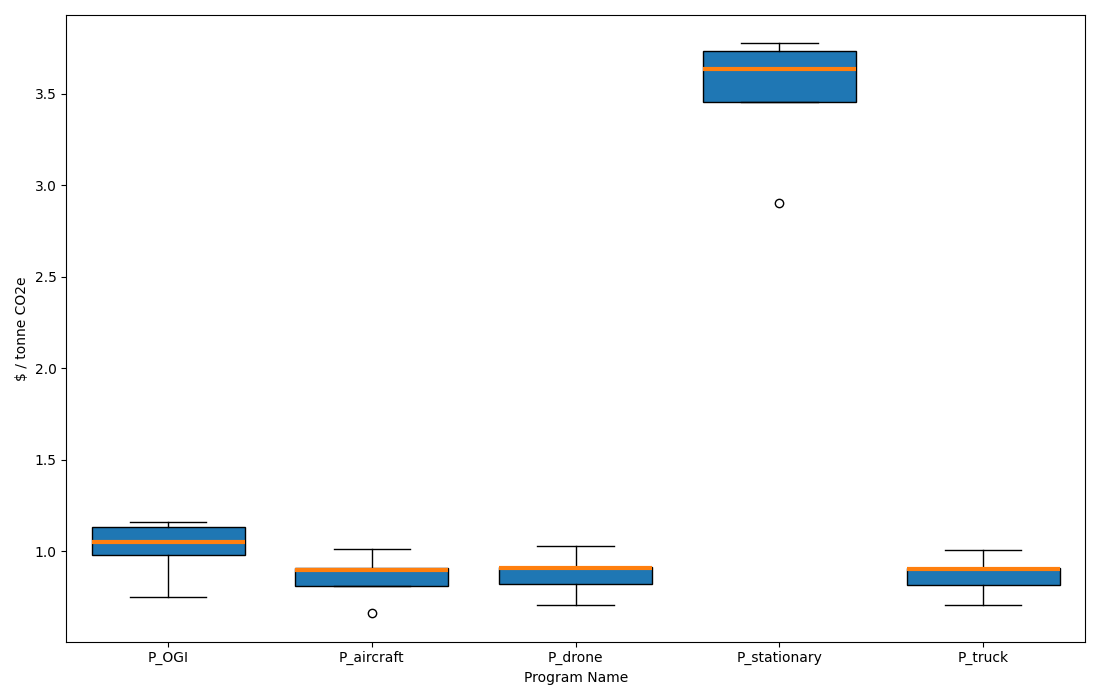 3.5
3.0
2.5
2.0
1.5
1.0
$ / tonne CO2e
P_OGI P_aircraft P_drone P_stationary P_truck
Program Name